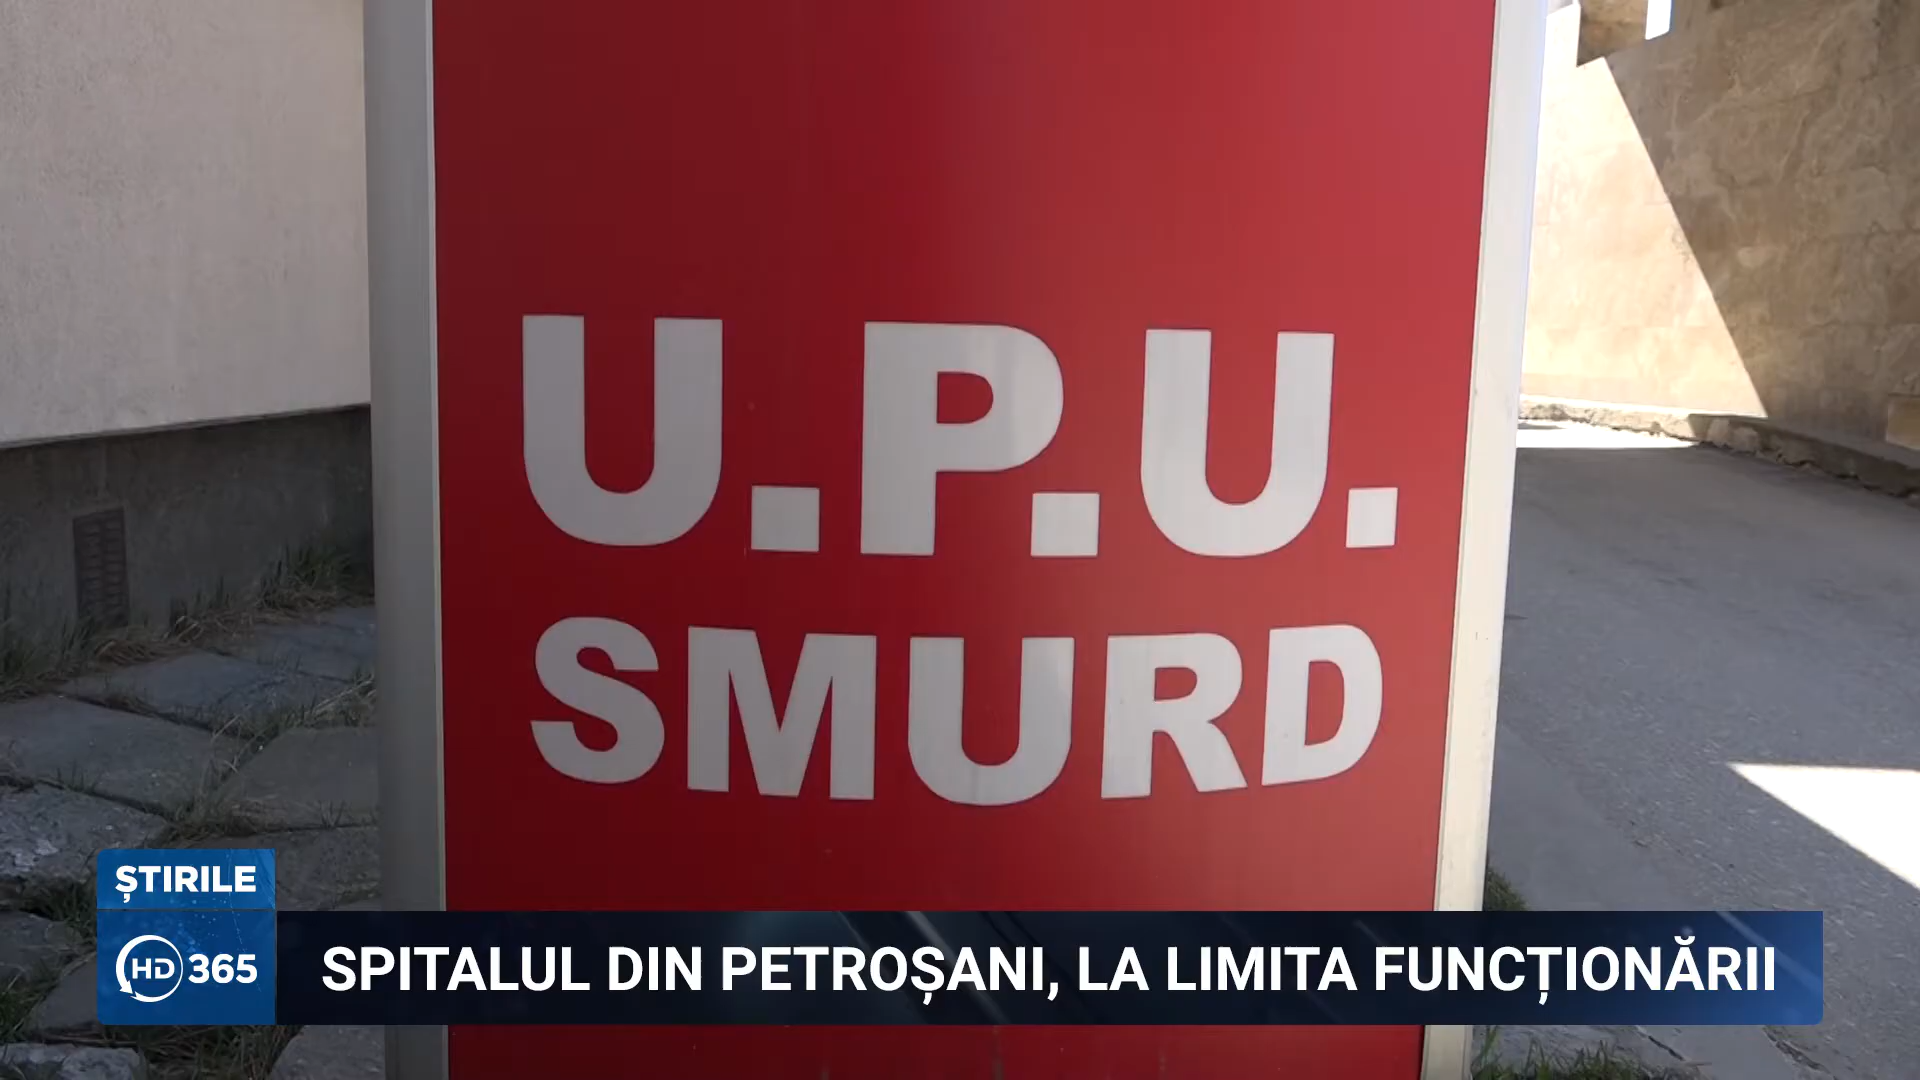 U.P.U.
SMURD
ȘTIRILE
HD 365
SPITALUL DIN PETROȘANI, LA LIMITA FUNCȚIONĂRII